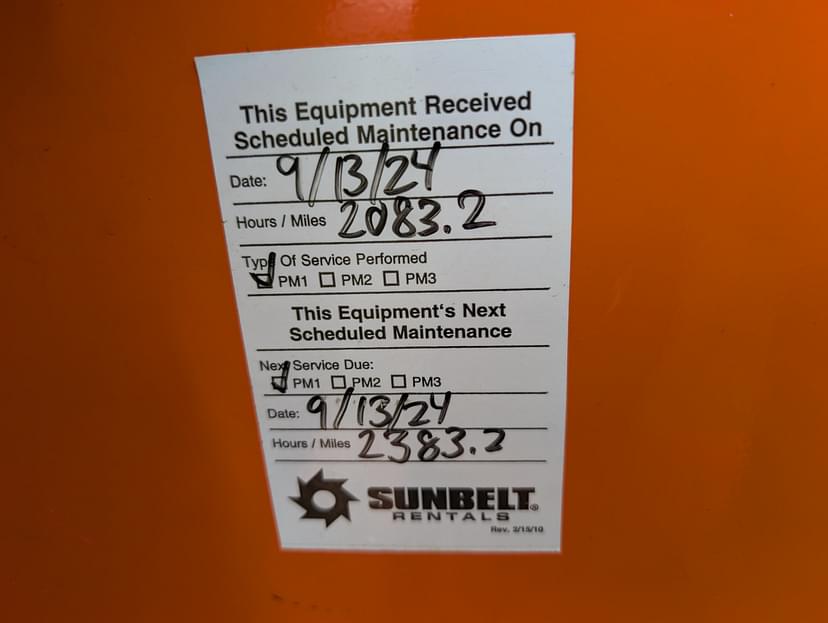 This Equipment Received
Scheduled Maintenance On
Date: 9/13/24
Hours / Miles 2083.2
Type Of Service Performed
☑ PM1 ☐ PM2 ☐ PM3
This Equipment's Next
Scheduled Maintenance
Next Service Due:
☑ PM1 ☐ PM2 ☐ PM3
Date: 9/13/24
Hours / Miles 2383.2
SUNBELT®
RENTALS
Rev. 2/15/10